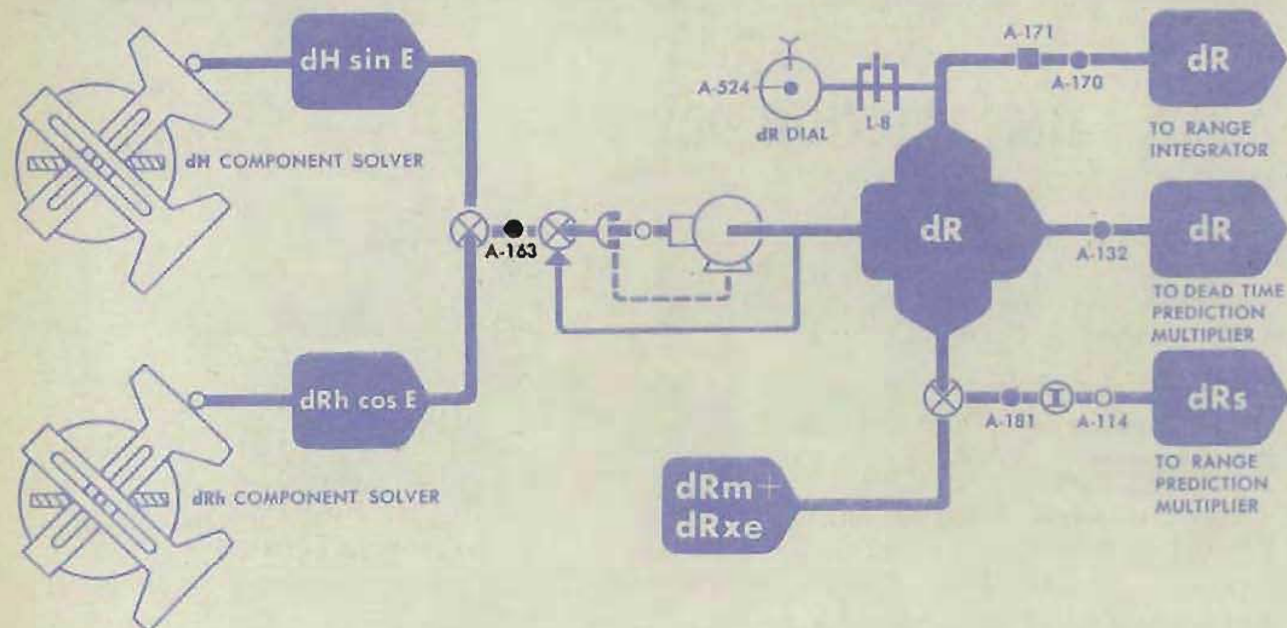 dH sin E
dH COMPONENT SOLVER
A-163
dRh cos E
dRh COMPONENT SOLVER
A-524
dR DIAL
L-8
A-171
A-170
dR
TO RANGE
INTEGRATOR
dR
A-132
dR
TO DEAD TIME
PREDICTION
MULTIPLIER
A-181
I
A-114
dRs
TO RANGE
PREDICTION
MULTIPLIER
dRm +
dRxe